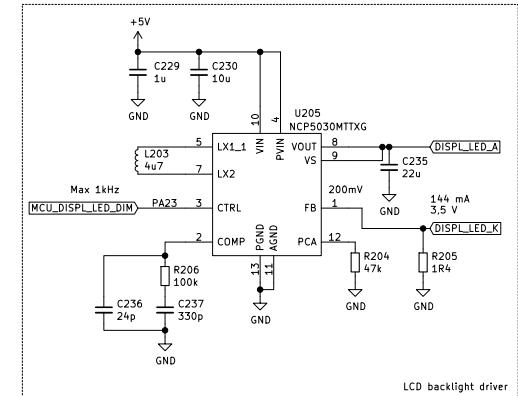 +5V
C229
1u
C230
10u
GND
GND
U205
NCP5030MTTXG
10
4
VIN
PVIN
5
LX1_1
VOUT
8
DISPL_LED_A
VS
9
L203
4u7
7
LX2
C235
22u
Max 1kHz
200mV
GND
144 mA
3,5 V
MCU_DISPL_LED_DIM
PA23
3
CTRL
FB
1
DISPL_LED_K
2
COMP
PCA
12
PGND
AGND
13
11
R206
100k
R204
47k
R205
1R4
C236
24p
C237
330p
GND
GND
GND
GND
LCD backlight driver